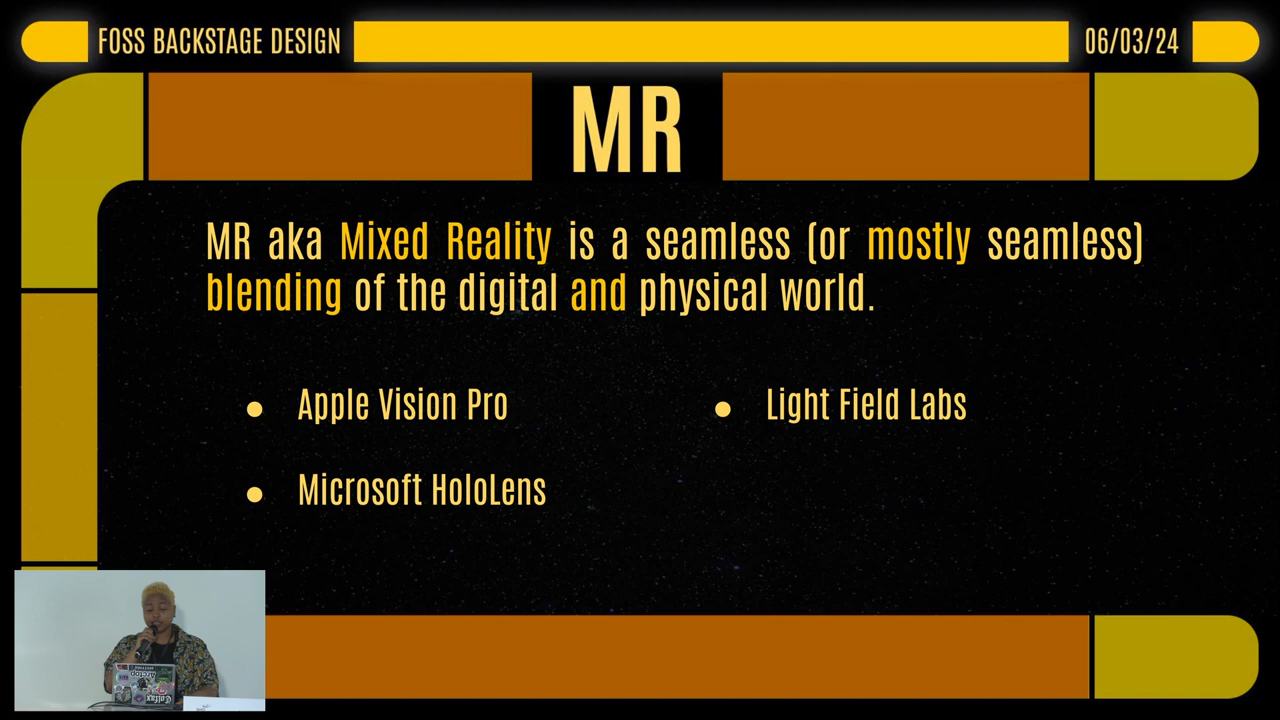 FOSS BACKSTAGE DESIGN
06/03/24
MR
MR aka Mixed Reality is a seamless (or mostly seamless)
blending of the digital and physical world.
● Apple Vision Pro
● Light Field Labs
● Microsoft HoloLens